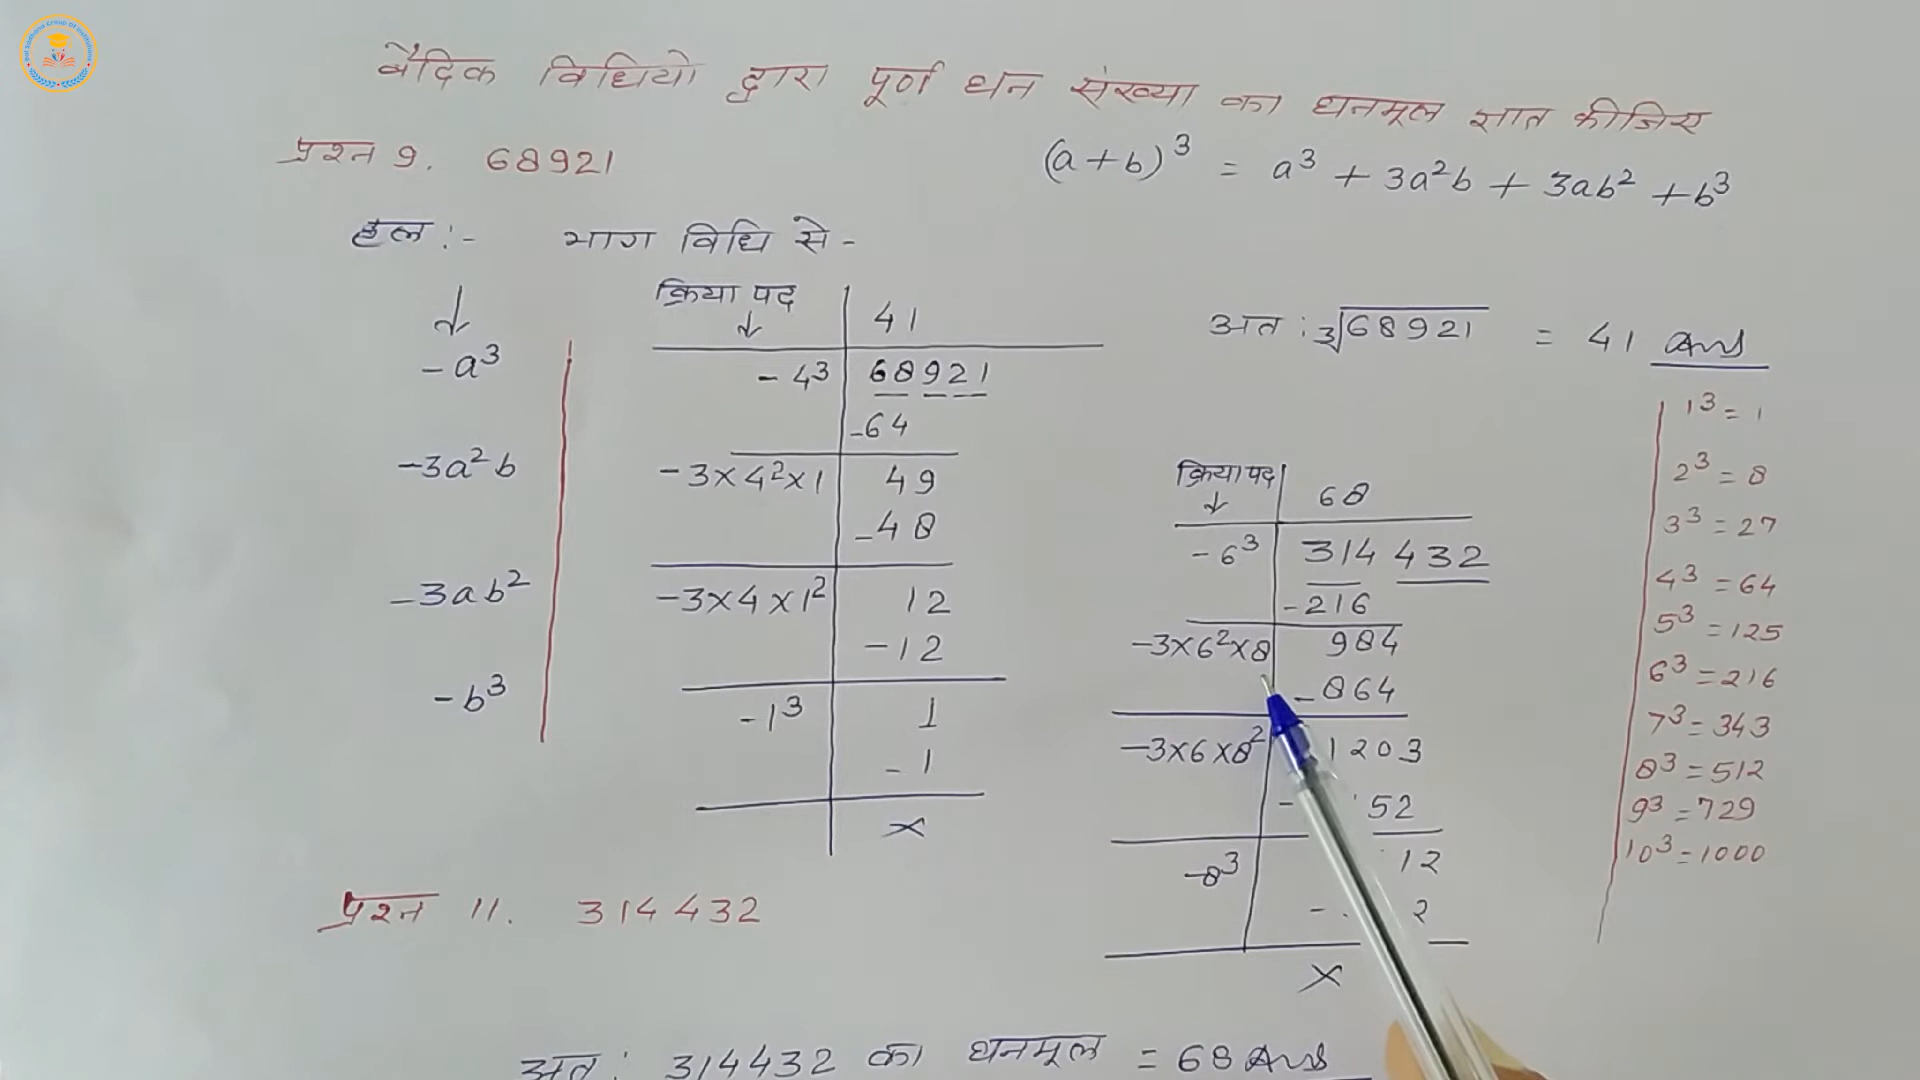 वैदिक विधियो द्वारा पूर्ण घन संख्या का घनमूल ज्ञात कीजिए
प्रश्न 9. 68921
(a+b)³ = a³ + 3a²b + 3ab² + b³
हल :- भाग विधि से -
↓
-a³
-3a²b
-3ab²
-b³
क्रिया पद ↓ | 41
-4³ | 68921
-64
-3×4²×1 | 49
-48
-3×4×1² | 12
-12
-1³ | 1
-1
×
अत : ∛68921 = 41 Ans
क्रिया पद ↓ | 68
-6³ | 314432
-216
-3×6²×8 | 984
-864
-3×6×8² | 1203
- 52
-8³ | 12
- 2
×
1³ = 1
2³ = 8
3³ = 27
4³ = 64
5³ = 125
6³ = 216
7³ = 343
8³ = 512
9³ = 729
10³ = 1000
प्रश्न 11. 314432
अत : 314432 का घनमूल = 68 Ans